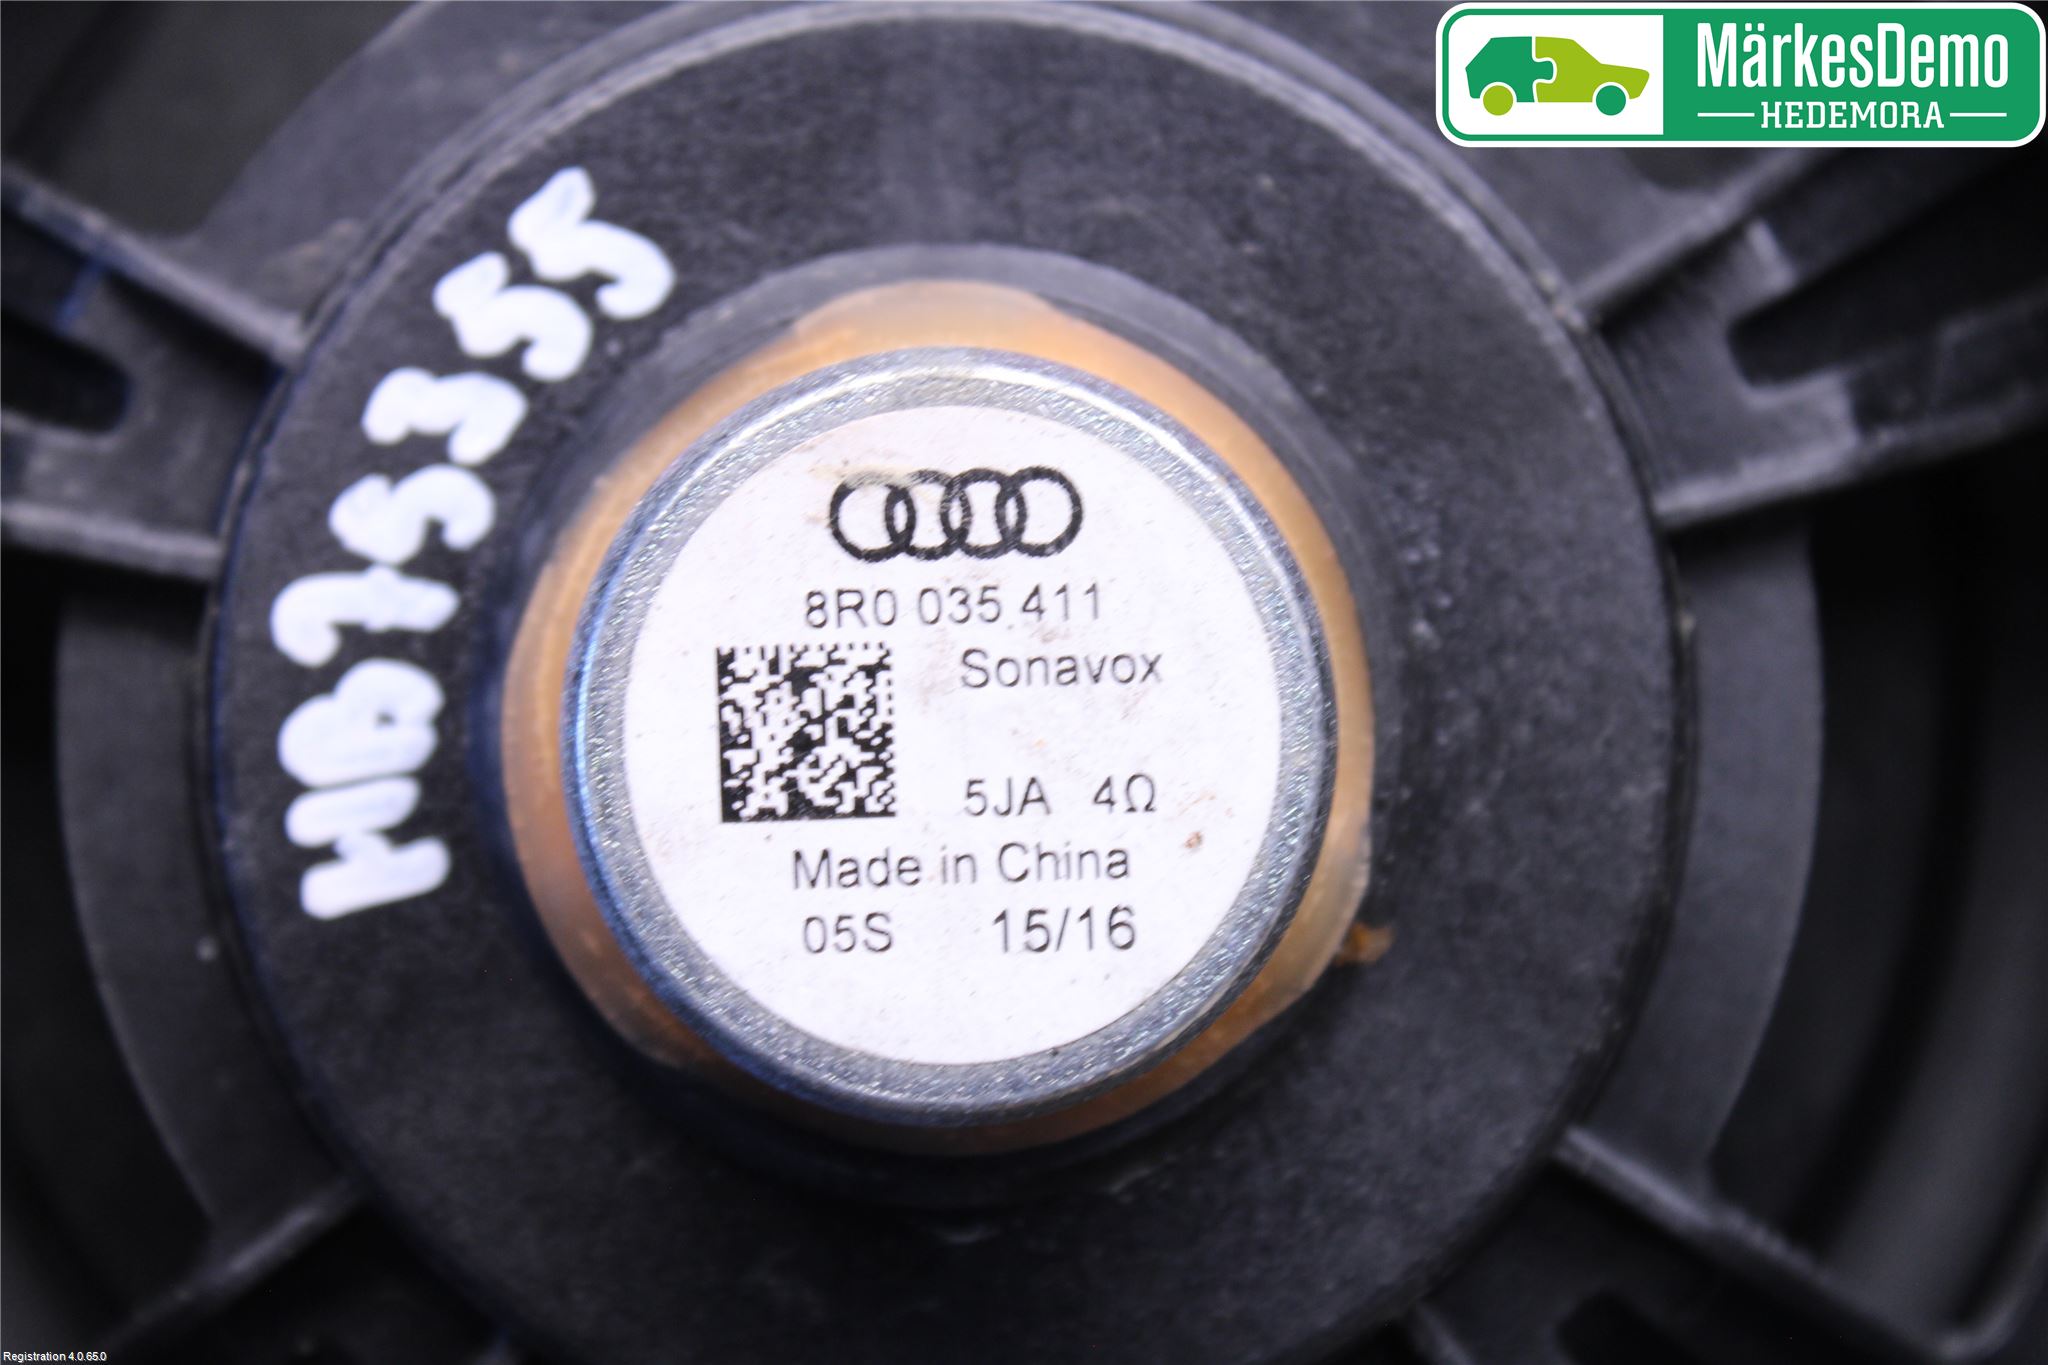 MärkesDemo
HEDEMORA
8R0 035.411
Sonavox
5JA 4Ω
Made in China
05S 15/16
Registration 4.0.65.0